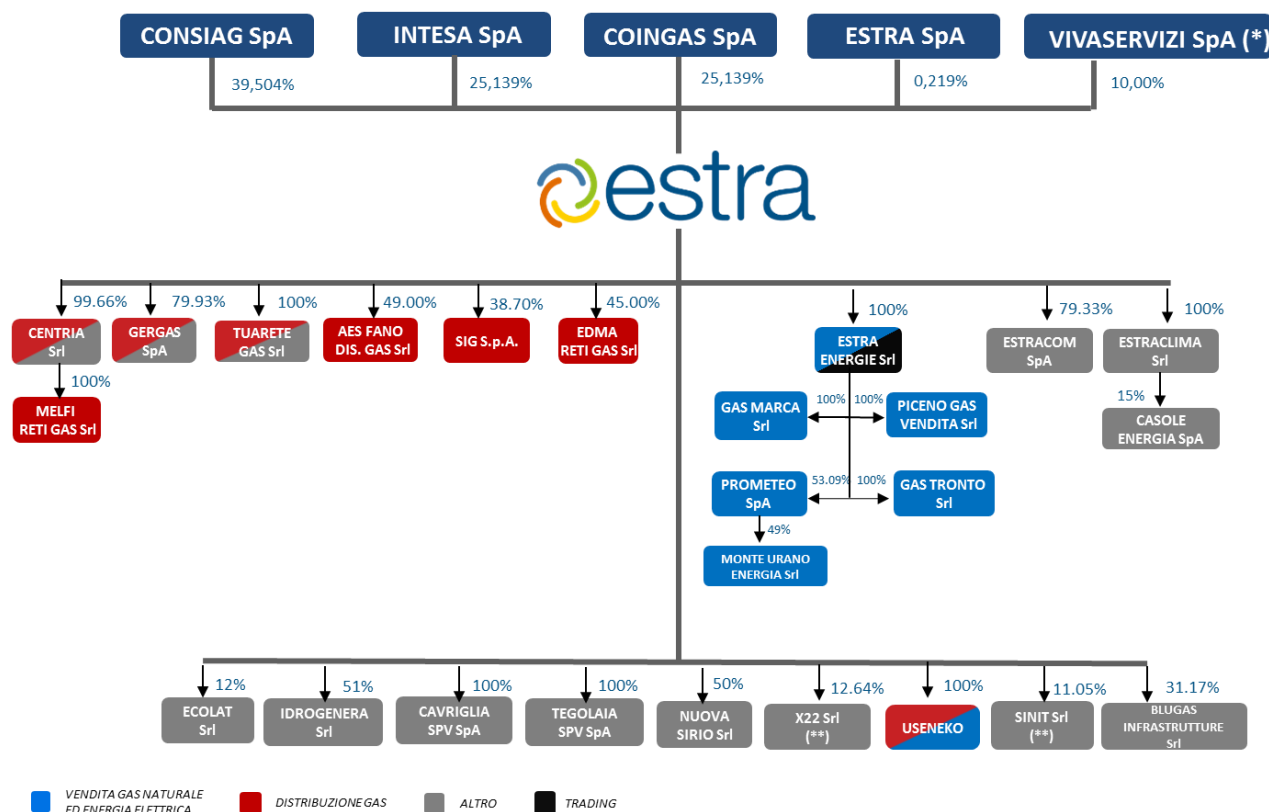 CONSIAG SpA
INTESA SpA
COINGAS SpA
ESTRA SpA
VIVASERVIZI SpA (*)
39,504%
25,139%
25,139%
0,219%
10,00%
estra
99.66%
79.93%
100%
49.00%
38.70%
45.00%
100%
79.33%
100%
CENTRIA
Srl
GERGAS
SpA
TUARETE
GAS Srl
AES FANO
DIS. GAS Srl
SIG S.p.A.
EDMA
RETI GAS Srl
ESTRA
ENERGIE Srl
ESTRACOM
SpA
ESTRACLIMA
Srl
100%
MELFI
RETI GAS Srl
GAS MARCA
Srl
100%
100%
PICENO GAS
VENDITA Srl
15%
CASOLE
ENERGIA SpA
PROMETEO
SpA
53.09%
100%
GAS TRONTO
Srl
49%
MONTE URANO
ENERGIA Srl
12%
51%
100%
100%
50%
12.64%
100%
11.05%
31.17%
ECOLAT
Srl
IDROGENERA
Srl
CAVRIGLIA
SPV SpA
TEGOLAIA
SPV SpA
NUOVA
SIRIO Srl
X22 Srl
(**)
USENEKO
SINIT Srl
(**)
BLUGAS
INFRASTRUTTURE
Srl
VENDITA GAS NATURALE
ED ENERGIA ELETTRICA
DISTRIBUZIONE GAS
ALTRO
TRADING